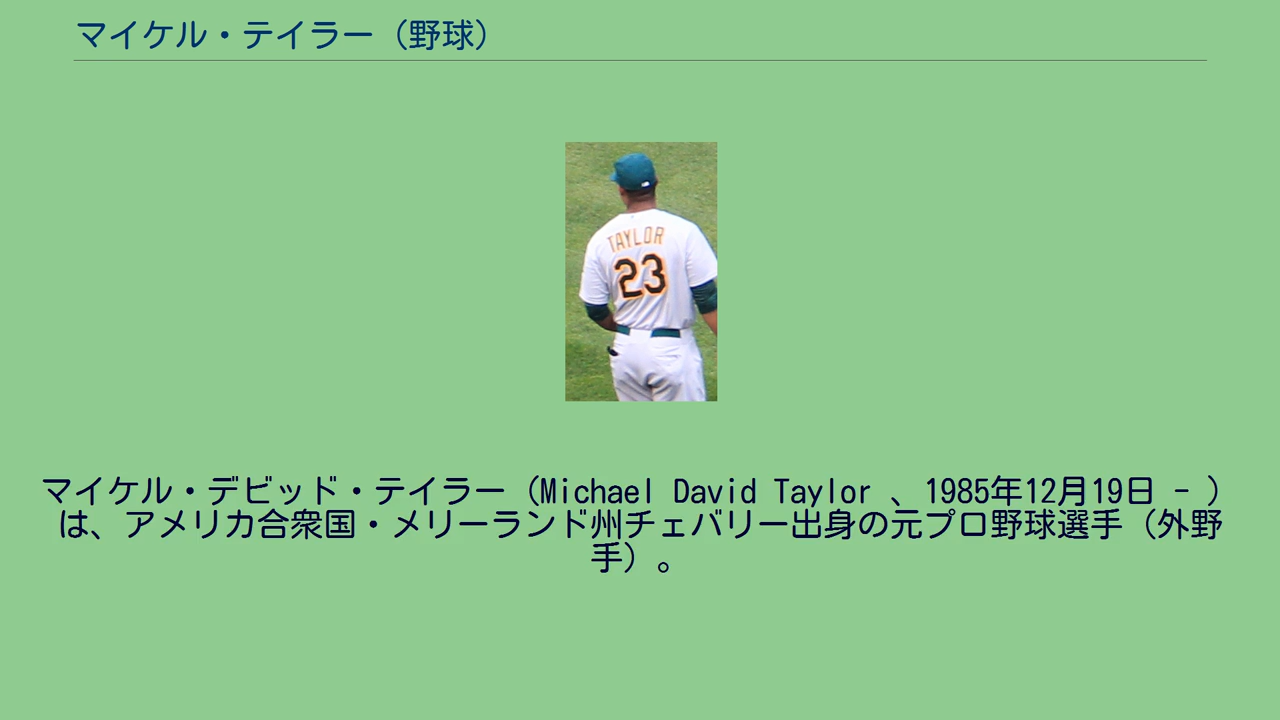 マイケル・テイラー（野球）
TAYLOR
23
マイケル・デビッド・テイラー（Michael David Taylor 、1985年12月19日 - ）
は、アメリカ合衆国・メリーランド州チェバリー出身の元プロ野球選手（外野
手）。